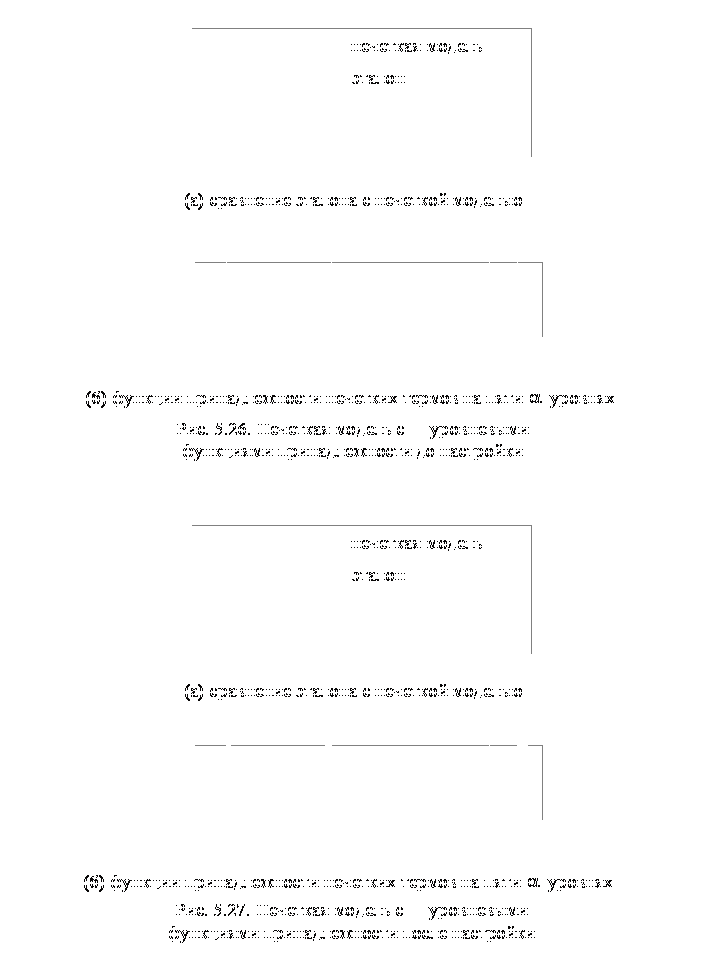 нечеткая модель
эталон
(а) сравнение эталона с нечеткой моделью
(б) функции принадлежности нечетких термов на пяти α уровнях
Рис. 5.26. Нечеткая модель с уровневыми
функциями принадлежности до настройки
нечеткая модель
эталон
(а) сравнение эталона с нечеткой моделью
(б) функции принадлежности нечетких термов на пяти α уровнях
Рис. 5.27. Нечеткая модель с уровневыми
функциями принадлежности после настройки